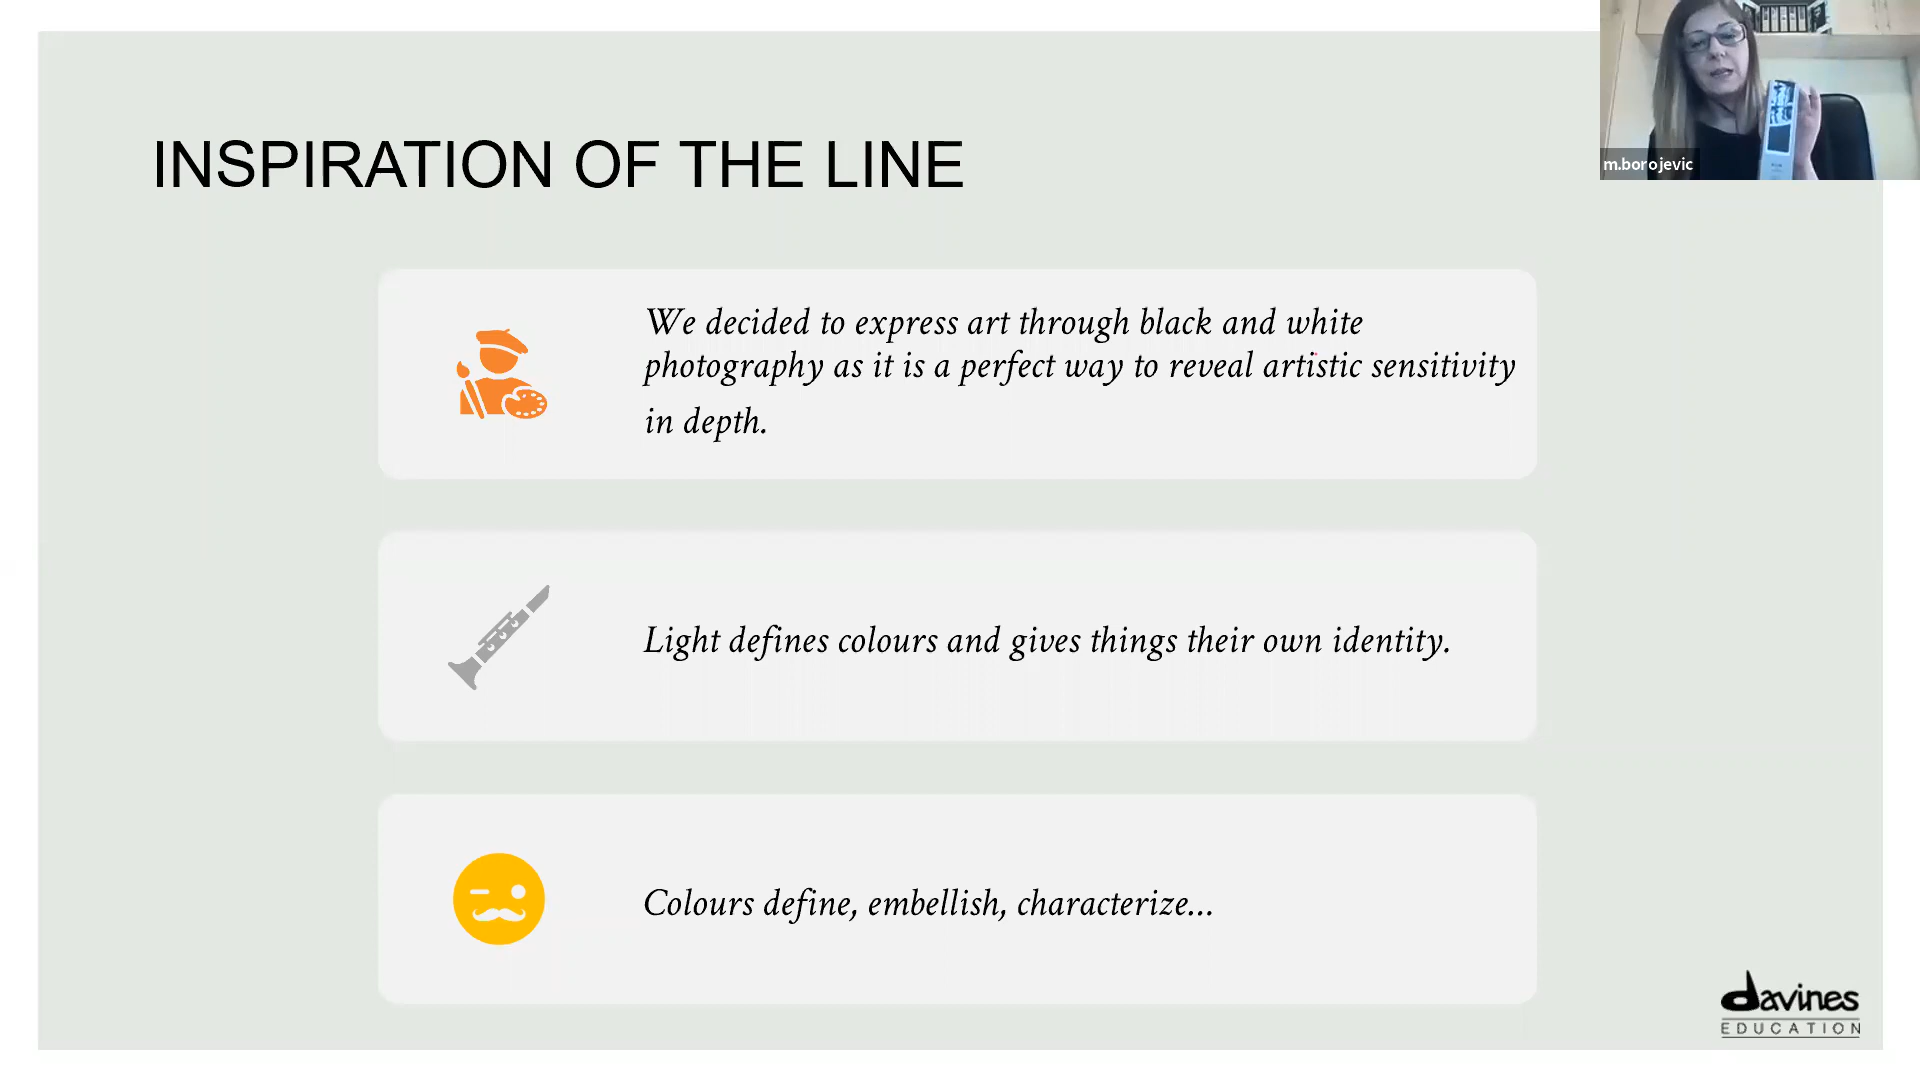 m.borojevic
INSPIRATION OF THE LINE
We decided to express art through black and white
photography as it is a perfect way to reveal artistic sensitivity
in depth.
Light defines colours and gives things their own identity.
Colours define, embellish, characterize...
davines
EDUCATION